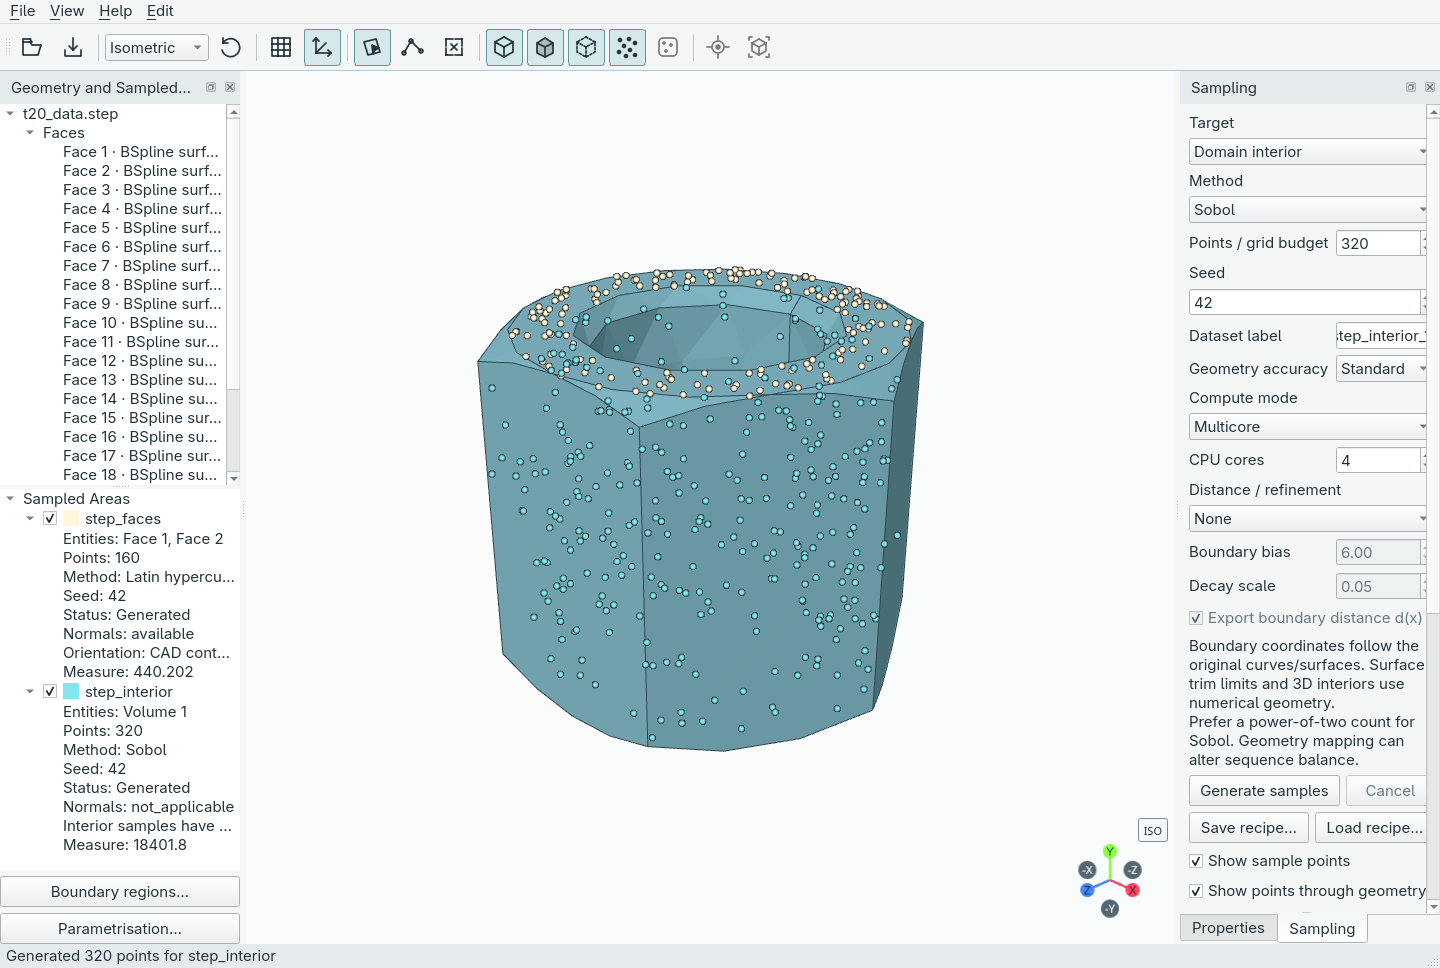 File View Help Edit
Isometric
Geometry and Sampled...
t20_data.step
Faces
Face 1 · BSpline surf...
Face 2 · BSpline surf...
Face 3 · BSpline surf...
Face 4 · BSpline surf...
Face 5 · BSpline surf...
Face 6 · BSpline surf...
Face 7 · BSpline surf...
Face 8 · BSpline surf...
Face 9 · BSpline surf...
Face 10 · BSpline su...
Face 11 · BSpline sur...
Face 12 · BSpline su...
Face 13 · BSpline su...
Face 14 · BSpline su...
Face 15 · BSpline sur...
Face 16 · BSpline su...
Face 17 · BSpline sur...
Face 18 · BSpline su...
Sampled Areas
step_faces
Entities: Face 1, Face 2
Points: 160
Method: Latin hypercu...
Seed: 42
Status: Generated
Normals: available
Orientation: CAD cont...
Measure: 440.202
step_interior
Entities: Volume 1
Points: 320
Method: Sobol
Seed: 42
Status: Generated
Normals: not_applicable
Interior samples have ...
Measure: 18401.8
Boundary regions...
Parametrisation...
Generated 320 points for step_interior
ISO
Y
-X
-Z
Z
X
-Y
Sampling
Target
Domain interior
Method
Sobol
Points / grid budget 320
Seed
42
Dataset label step_interior_
Geometry accuracy Standard
Compute mode
Multicore
CPU cores 4
Distance / refinement
None
Boundary bias 6.00
Decay scale 0.05
Export boundary distance d(x)
Boundary coordinates follow the
original curves/surfaces. Surface
trim limits and 3D interiors use
numerical geometry.
Prefer a power-of-two count for
Sobol. Geometry mapping can
alter sequence balance.
Generate samples Cancel
Save recipe... Load recipe...
Show sample points
Show points through geometry
Properties Sampling